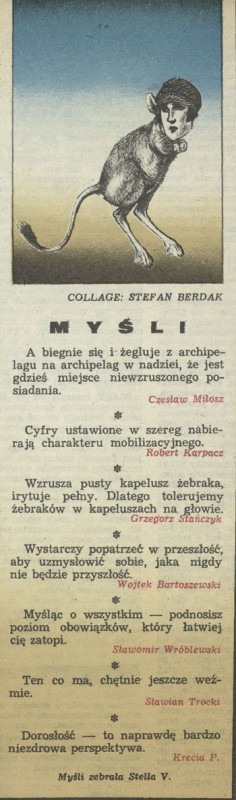 COLLAGE: STEFAN BERDAK
MYŚLI
A biegnie się i żegluje z archipe-
lagu na archipelag w nadziei, że jest
gdzieś miejsce niewzruszonego po-
siadania.
Czesław Miłosz
*
Cyfry ustawione w szereg nabie-
rają charakteru mobilizacyjnego.
Robert Karpacz
*
Wzrusza pusty kapelusz żebraka,
irytuje pełny. Dlatego tolerujemy
żebraków w kapeluszach na głowie.
Grzegorz Stańczyk
*
Wystarczy popatrzeć w przeszłość,
aby uzmysłowić sobie, jaka nigdy
nie będzie przyszłość.
Wojtek Bartoszewski
*
Myśląc o wszystkim — podnosisz
poziom obowiązków, który łatwiej
cię zatopi.
Sławomir Wróblewski
*
Ten co ma, chętnie jeszcze weź-
mie.
Sławian Trocki
*
Dorosłość — to naprawdę bardzo
niezdrowa perspektywa.
Krecia P.
Myśli zebrała Stella V.